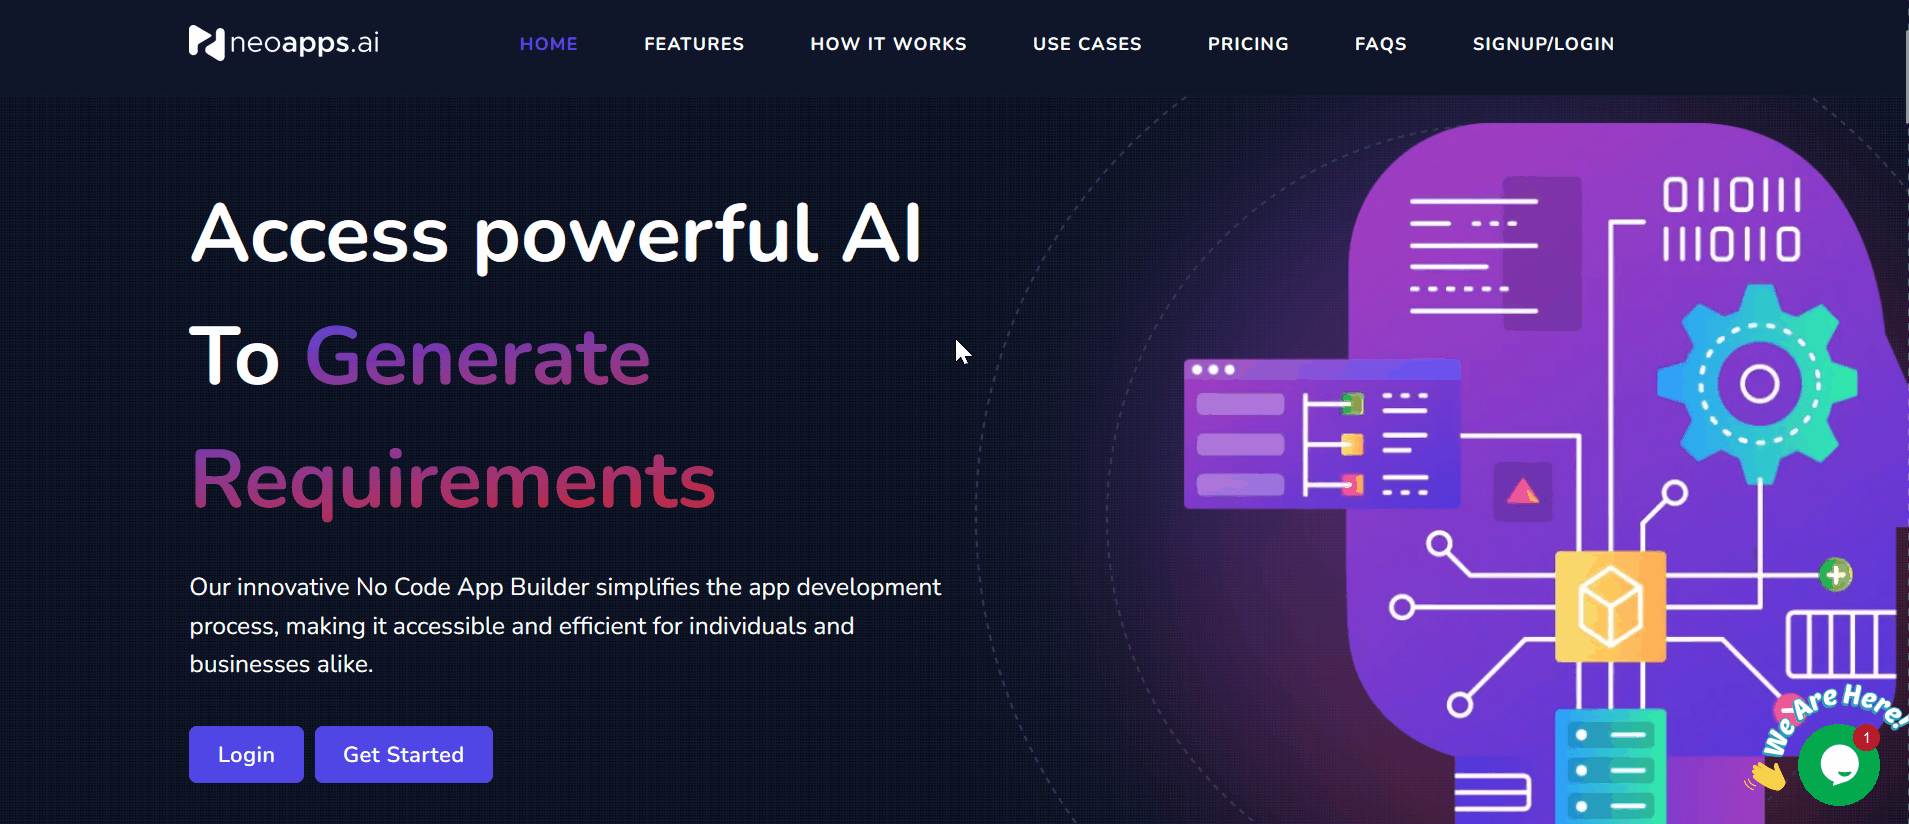 neoapps.ai
HOME FEATURES HOW IT WORKS USE CASES PRICING FAQS SIGNUP/LOGIN
Access powerful AI
To Generate
Requirements
Our innovative No Code App Builder simplifies the app development
process, making it accessible and efficient for individuals and
businesses alike.
Login Get Started
0110111
1110110
We Are Here!
1